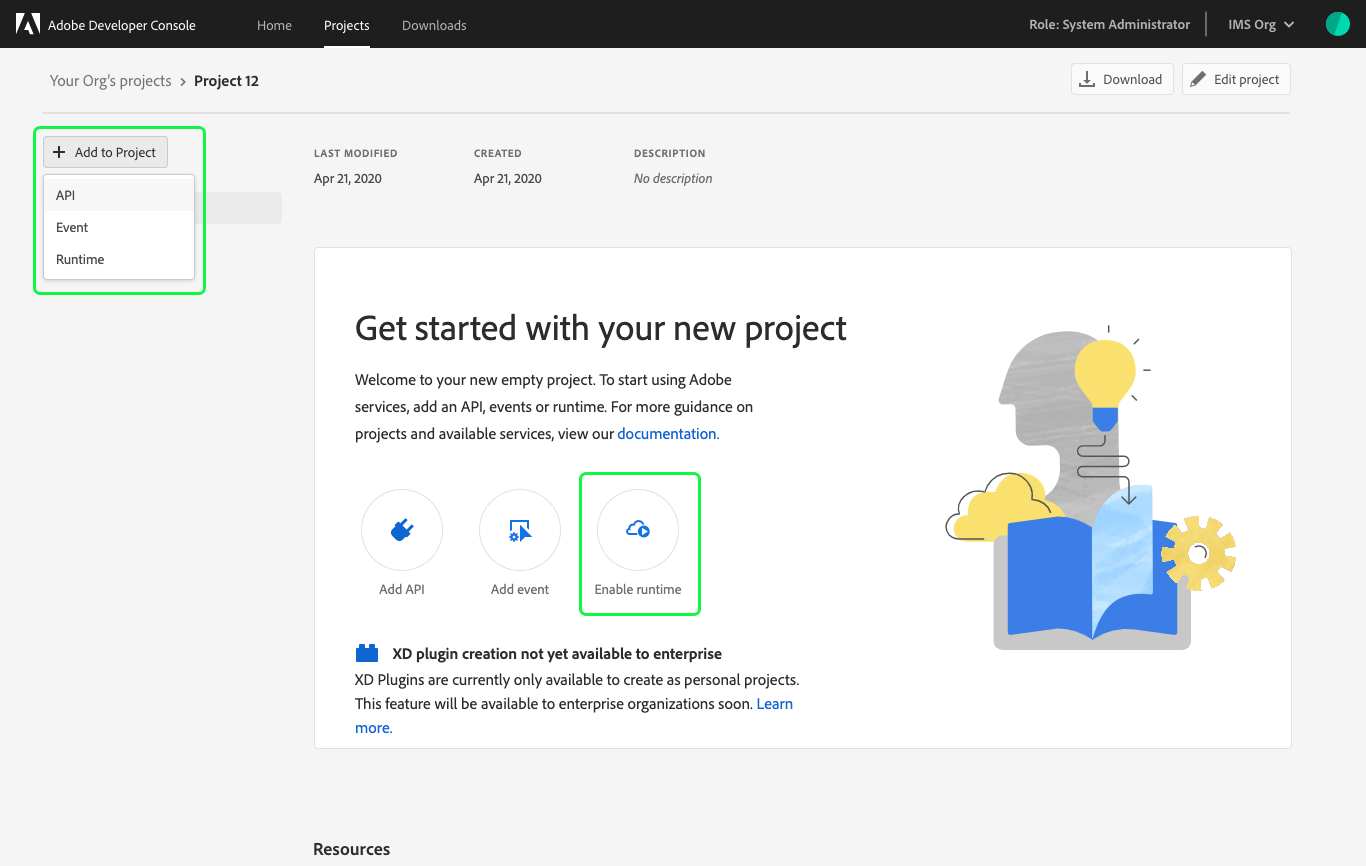 Adobe Developer Console
Home
Projects
Downloads
Role: System Administrator
IMS Org
Your Org's projects > Project 12
Download
Edit project
Add to Project
API
Event
Runtime
LAST MODIFIED
Apr 21, 2020
CREATED
Apr 21, 2020
DESCRIPTION
No description
Get started with your new project
Welcome to your new empty project. To start using Adobe
services, add an API, events or runtime. For more guidance on
projects and available services, view our documentation.
Add API
Add event
Enable runtime
XD plugin creation not yet available to enterprise
XD Plugins are currently only available to create as personal projects.
This feature will be available to enterprise organizations soon. Learn
more.
Resources